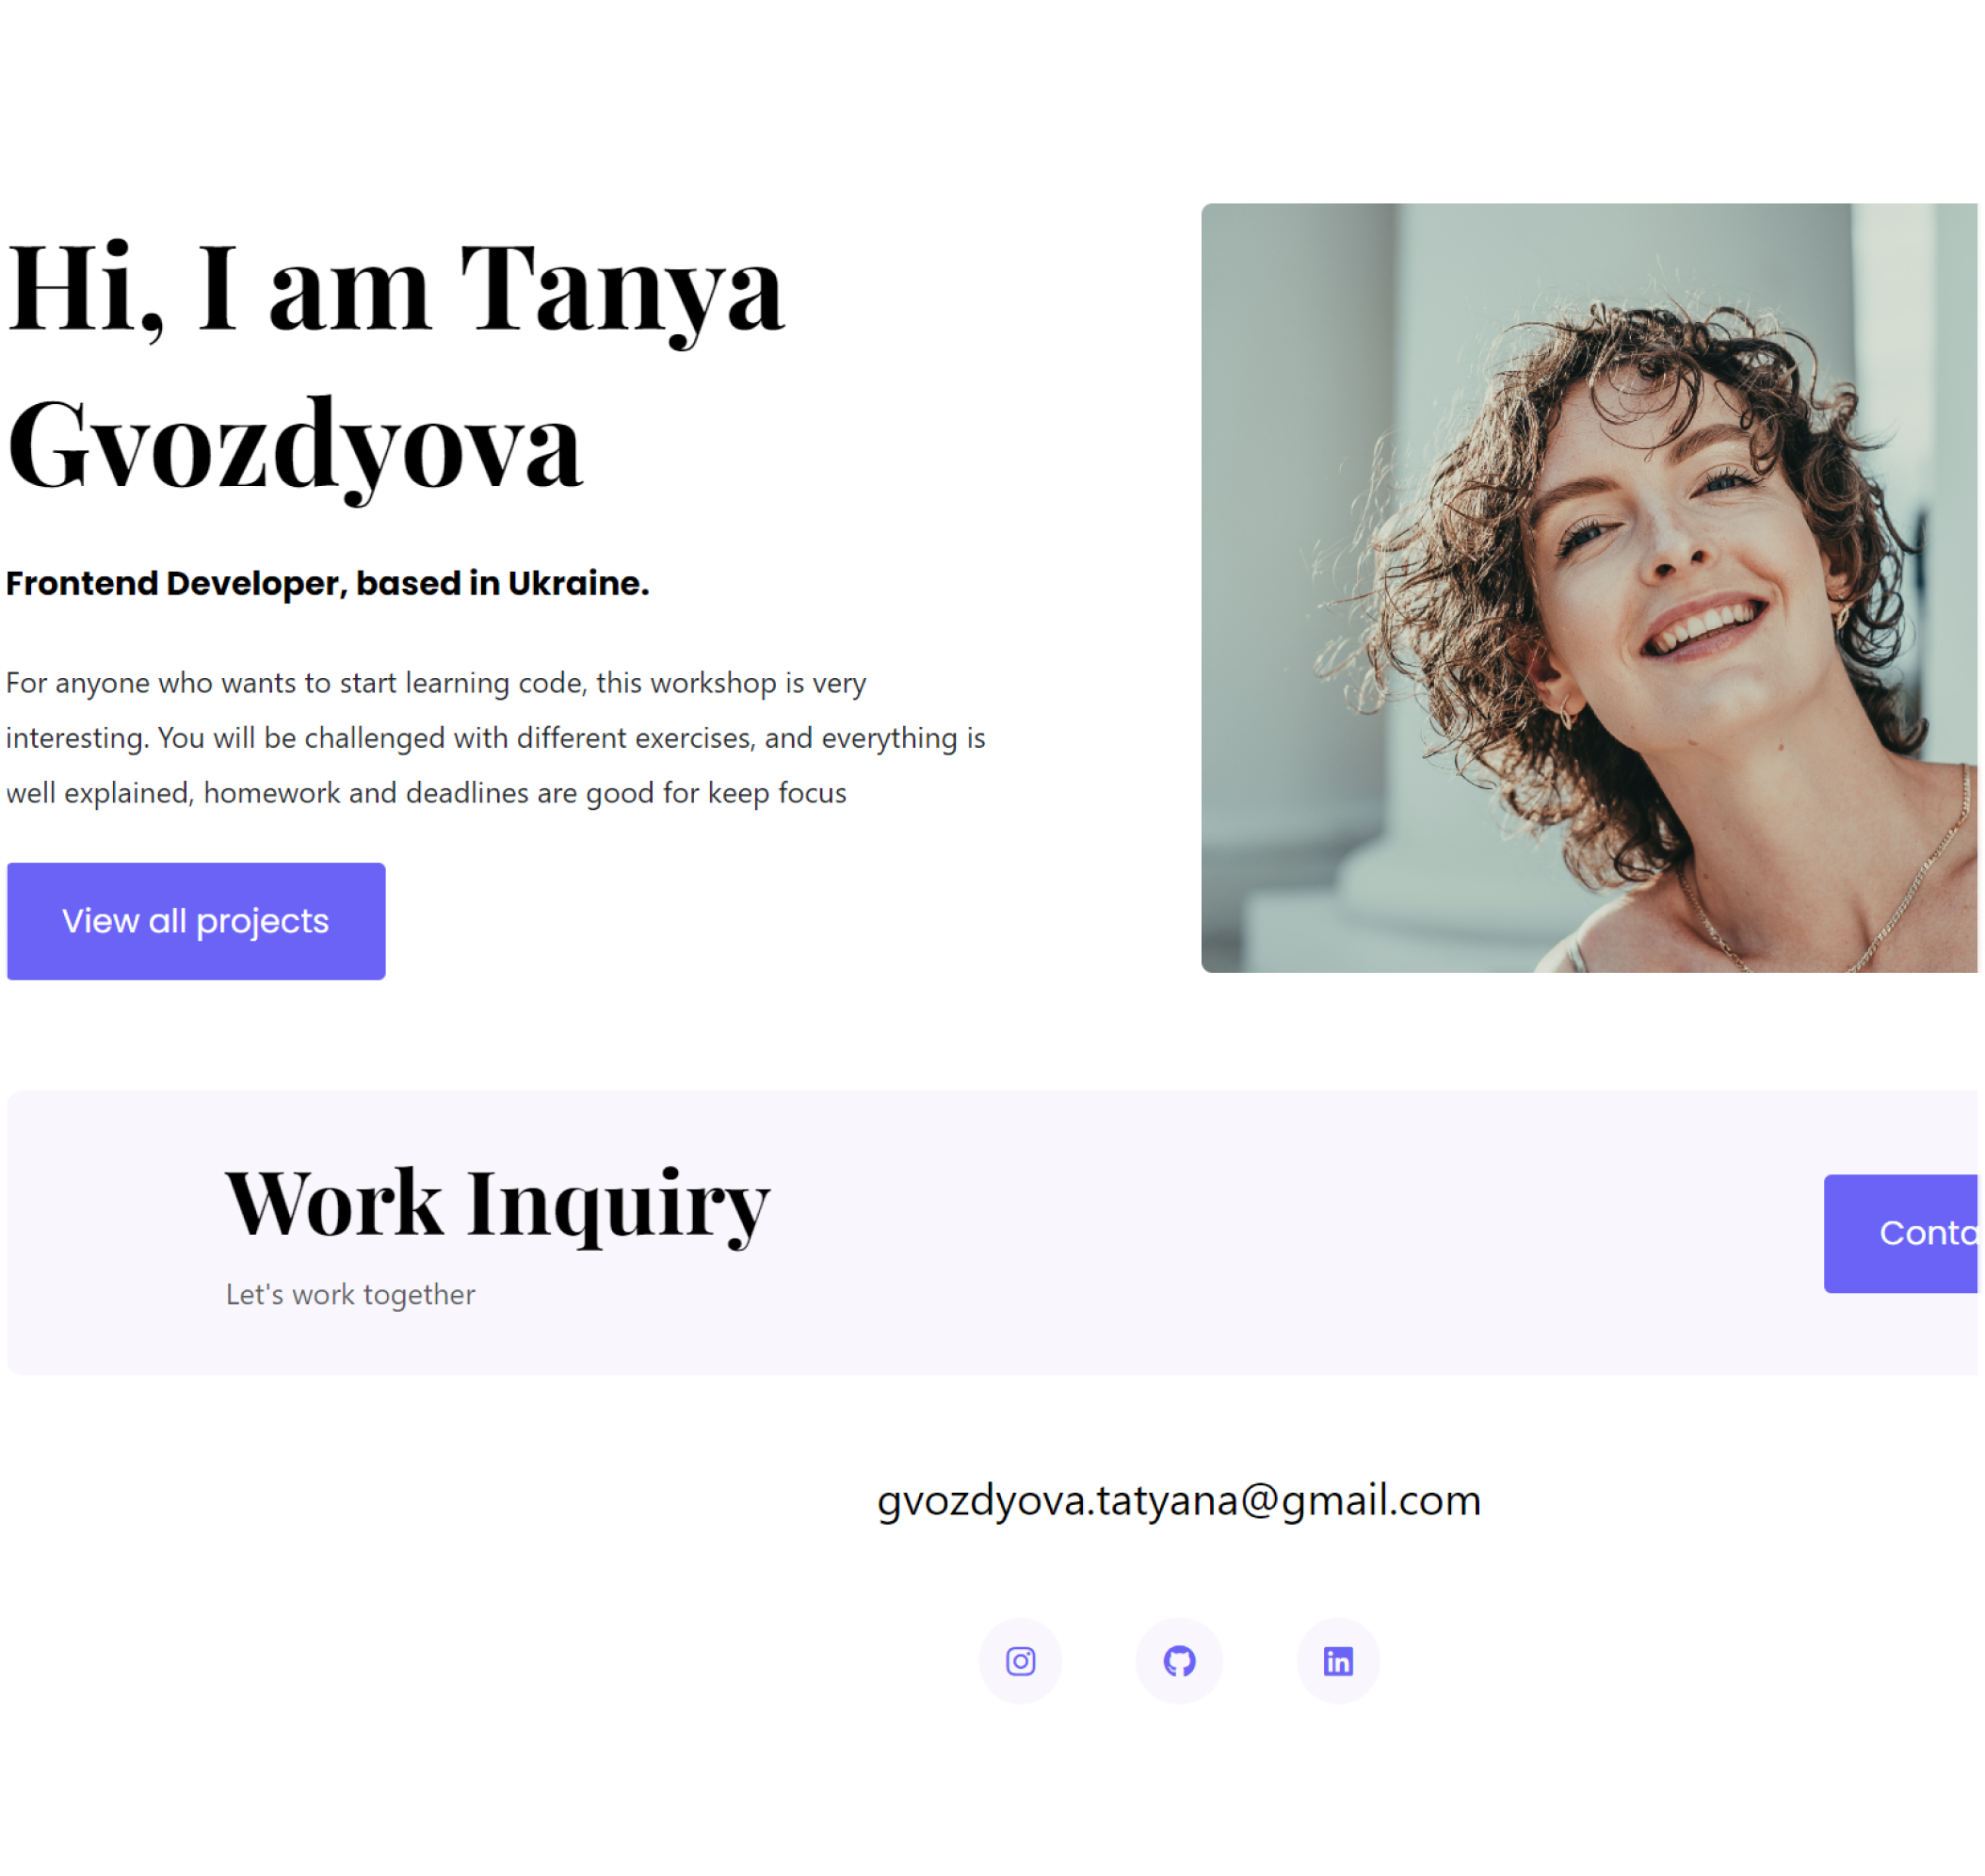 Hi, I am Tanya
Gvozdyova
Frontend Developer, based in Ukraine.
For anyone who wants to start learning code, this workshop is very
interesting. You will be challenged with different exercises, and everything is
well explained, homework and deadlines are good for keep focus
View all projects
Work Inquiry
Let's work together
gvozdyova.tatyana@gmail.com
in